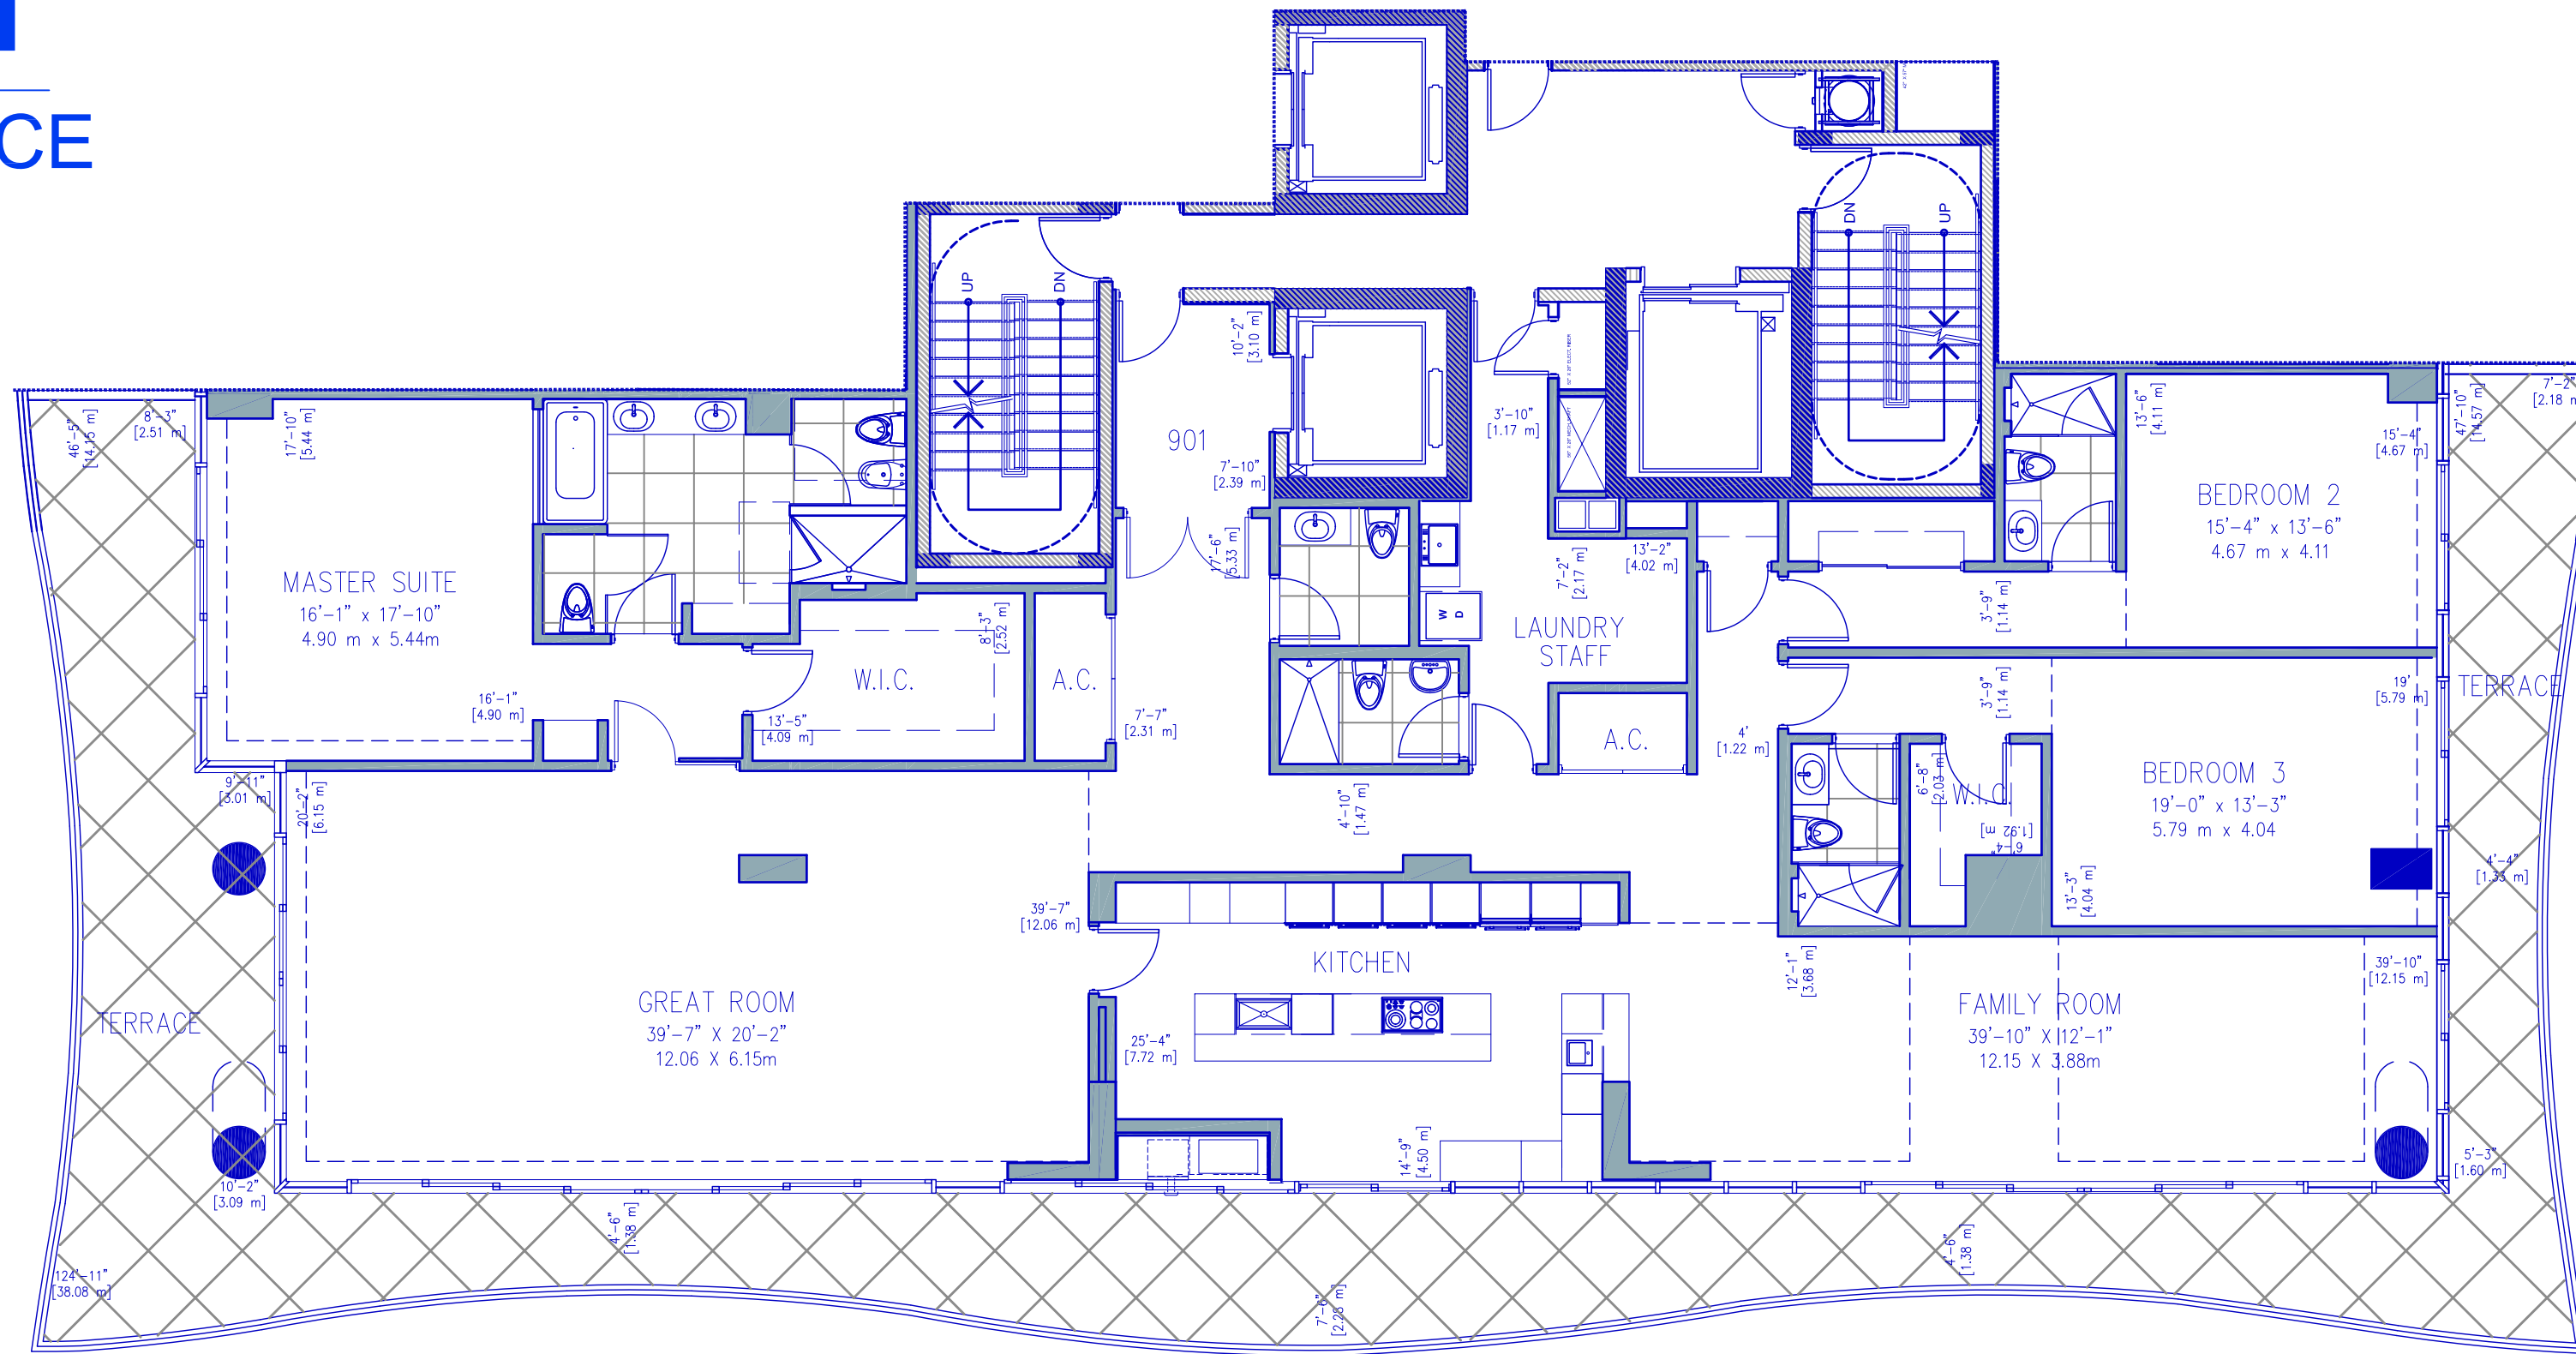 CE
DN
UP
UP
DN
10'-2"
[3.10 m]
901
7'-10"
[2.39 m]
3'-10"
[1.17 m]
46'-5"
[14.15 m]
8'-3"
[2.51 m]
17'-10"
[5.44 m]
13'-6"
[4.11 m]
15'-4"
[4.67 m]
47'-10"
[14.57 m]
7'-2"
[2.18 m
BEDROOM 2
15'-4" x 13'-6"
4.67 m x 4.11
17'-6"
[5.33 m]
7'-2"
[2.17 m]
13'-2"
[4.02 m]
MASTER SUITE
16'-1" x 17'-10"
4.90 m x 5.44m
W D
LAUNDRY
STAFF
3'-9"
[1.14 m]
8'-3"
[2.52 m]
W.I.C.
A.C.
16'-1"
[4.90 m]
13'-5"
[4.09 m]
7'-7"
[2.31 m]
A.C.
4'
[1.22 m]
3'-9"
[1.14 m]
19'
[5.79 m]
TERRACE
9'-11"
[3.01 m]
20'-2"
[6.15 m]
4'-10"
[1.47 m]
6'-8"
[2.03 m]
W.I.C.
6'-4"
[1.92 m]
BEDROOM 3
19'-0" x 13'-3"
5.79 m x 4.04
13'-3"
[4.04 m]
4'-4"
[1.33 m]
39'-7"
[12.06 m]
KITCHEN
12'-1"
[3.68 m]
39'-10"
[12.15 m]
TERRACE
GREAT ROOM
39'-7" X 20'-2"
12.06 X 6.15m
25'-4"
[7.72 m]
FAMILY ROOM
39'-10" X 12'-1"
12.15 X 3.88m
14'-9"
[4.50 m]
10'-2"
[3.09 m]
5'-3"
[1.60 m]
4'-6"
[1.38 m]
4'-6"
[1.38 m]
124'-11"
[38.08 m]
7'-6"
[2.28 m]